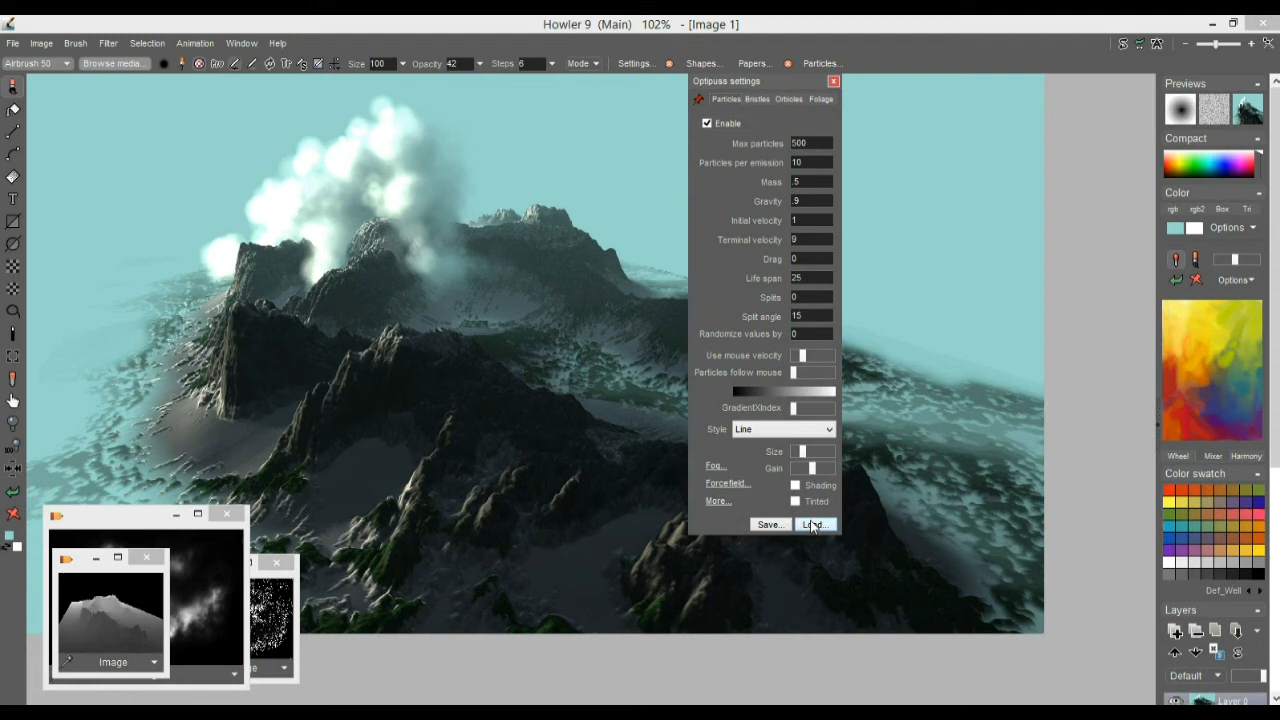 Howler 9 (Main) 102% - [Image 1]
File Image Brush Filter Selection Animation Window Help
Airbrush 50 Browse media... Size 100 Opacity 42 Steps 6 Mode Settings... Shapes... Papers... Particles...
Optipuss settings
Particles Bristles Orbicles Foliage
Enable
Max particles 500
Particles per emission 10
Mass .5
Gravity .9
Initial velocity 1
Terminal velocity 9
Drag 0
Life span 25
Splits 0
Split angle 15
Randomize values by 0
Use mouse velocity
Particles follow mouse
GradientXIndex
Style Line
Size
Fog... Gain
Forcefield... Shading
More... Tinted
Save...
Previews
Compact
Color
rgb rgb2 Box Tri Options
Options
Wheel Mixer Harmony
Color swatch
Def_Well
Layers
Default
Layer 0
Image